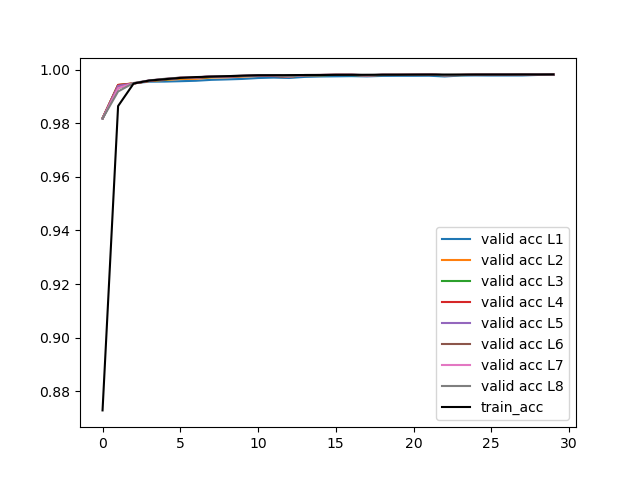 1.00
0.98
0.96
0.94
0.92
0.90
0.88
0 5 10 15 20 25 30
valid acc L1
valid acc L2
valid acc L3
valid acc L4
valid acc L5
valid acc L6
valid acc L7
valid acc L8
train_acc